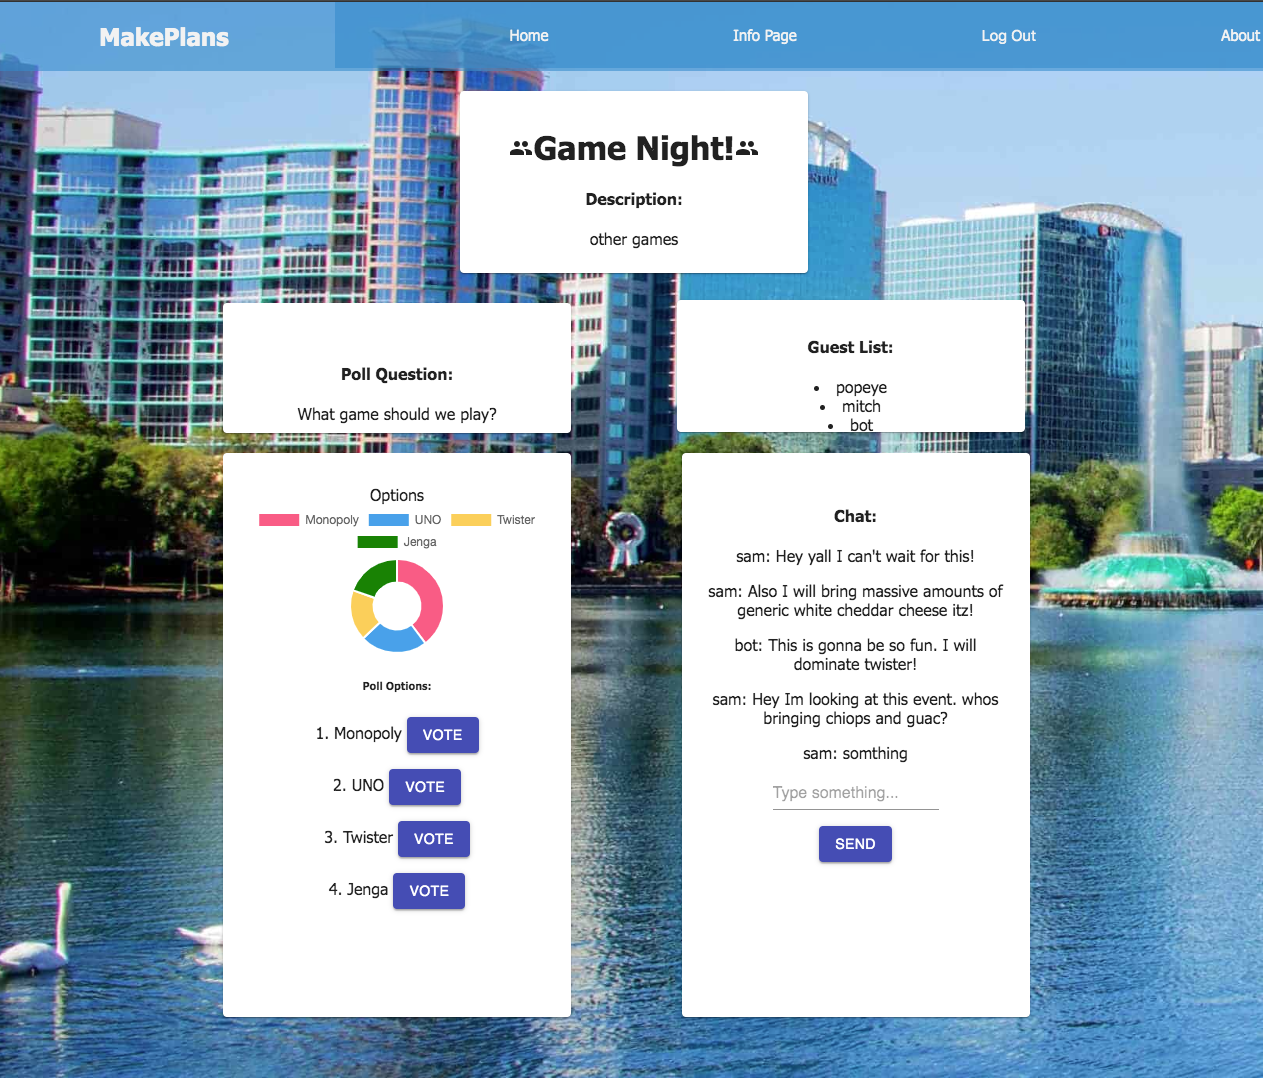 MakePlans
Home
Info Page
Log Out
About
Game Night!
Description:
other games
Poll Question:
What game should we play?
Guest List:
• popeye
• mitch
• bot
Options
Monopoly UNO Twister
Jenga
Poll Options:
1. Monopoly VOTE
2. UNO VOTE
3. Twister VOTE
4. Jenga VOTE
Chat:
sam: Hey yall I can't wait for this!
sam: Also I will bring massive amounts of
generic white cheddar cheese itz!
bot: This is gonna be so fun. I will
dominate twister!
sam: Hey Im looking at this event. whos
bringing chiops and guac?
sam: somthing
Type something...
SEND